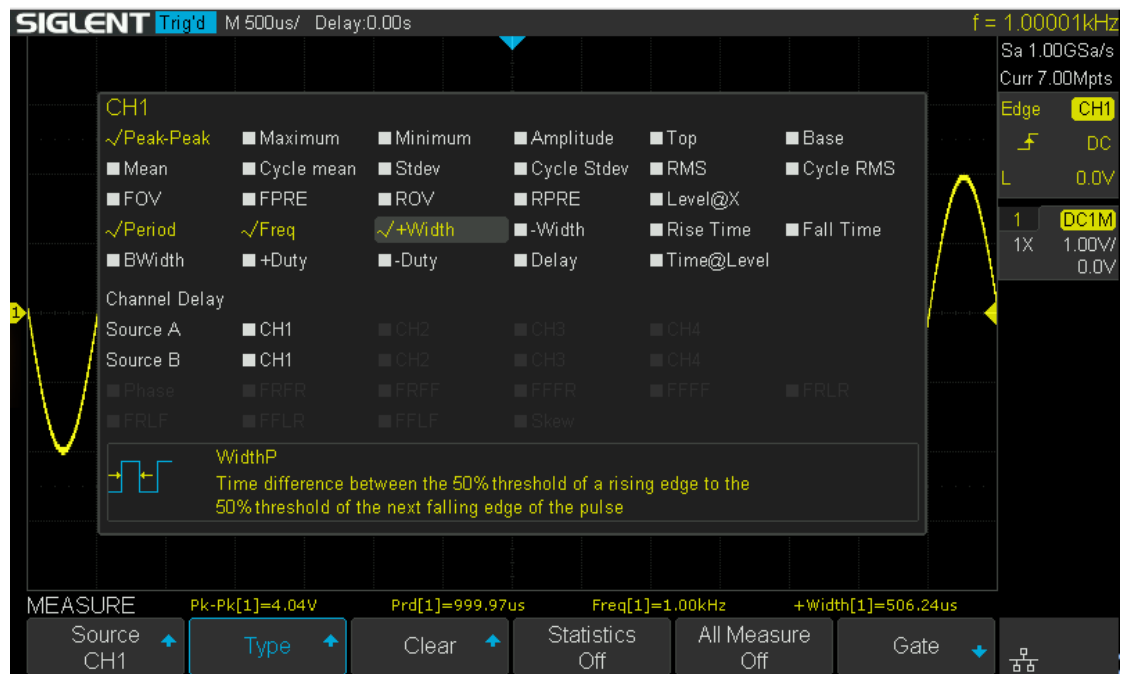 SIGLENT Trig'd M 500us/ Delay:0.00s f = 1.00001kHz
Sa 1.00GSa/s
Curr 7.00Mpts
Edge CH1
DC
L 0.0V
1 DC1M
1X 1.00V/
0.0V
CH1
Peak-Peak Maximum Minimum Amplitude Top Base
Mean Cycle mean Stdev Cycle Stdev RMS Cycle RMS
FOV FPRE ROV RPRE Level@X
Period Freq +Width -Width Rise Time Fall Time
BWidth +Duty -Duty Delay Time@Level
Channel Delay
Source A CH1 CH2 CH3 CH4
Source B CH1 CH2 CH3 CH4
Phase FRFR FRFF FFFR FFFF FRLR
FRLF FFLR FFLF Skew
WidthP
Time difference between the 50% threshold of a rising edge to the
50% threshold of the next falling edge of the pulse
1
MEASURE Pk-Pk[1]=4.04V Prd[1]=999.97us Freq[1]=1.00kHz +Width[1]=506.24us
Source Type Clear Statistics All Measure Gate
CH1 Off Off